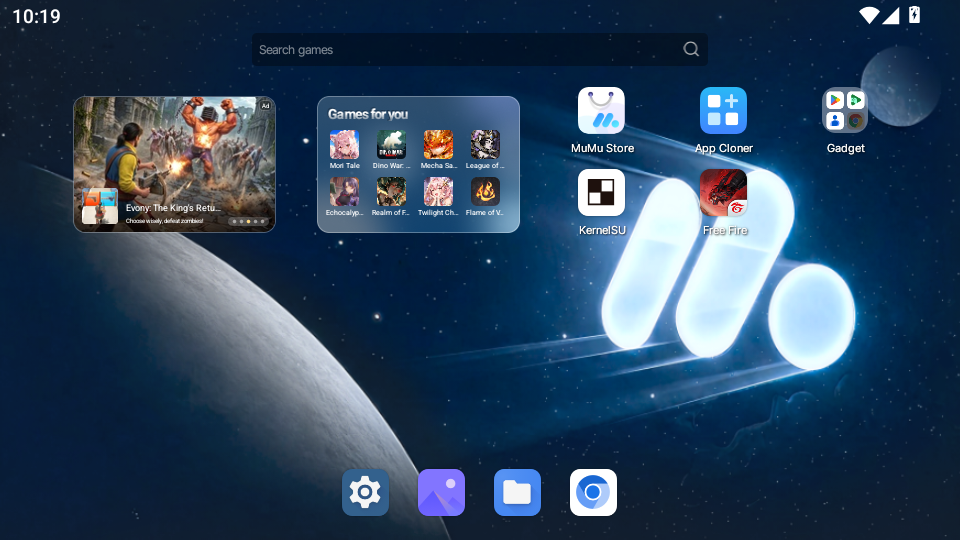 10:19
Search games
Ad
Evony: The King's Retu...
Choose wisely, defeat zombies!
Games for you
Mori Tale
Dino War: ...
Mecha Sa...
League of ...
Echocalyp...
Realm of F...
Twilight Ch...
Flame of V...
MuMu Store
App Cloner
Gadget
KernelSU
Free Fire